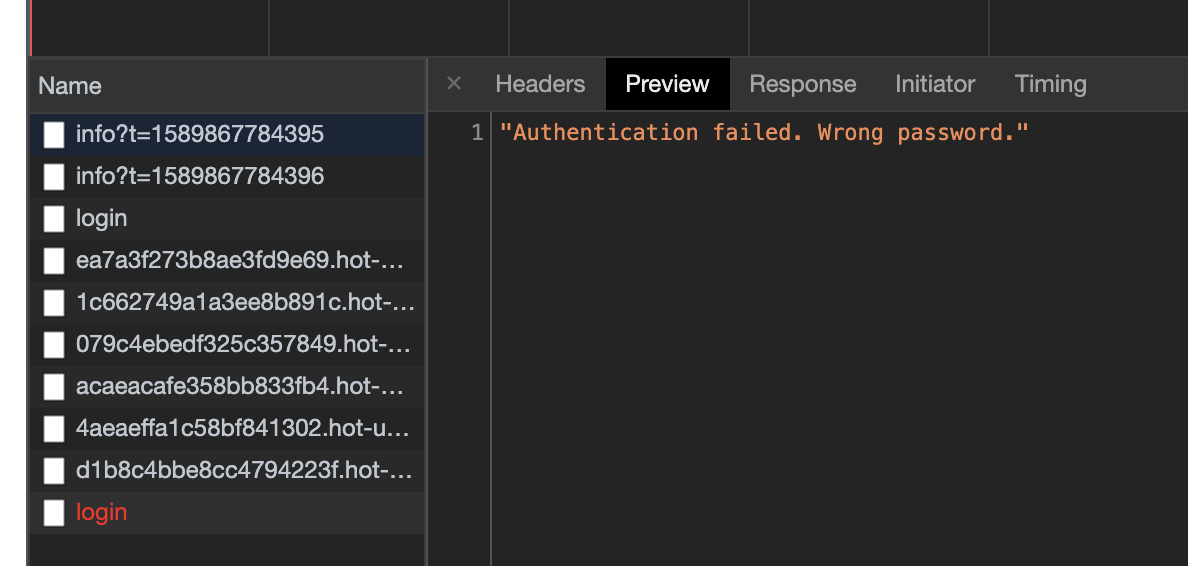 Name
× Headers Preview Response Initiator Timing
info?t=1589867784395
info?t=1589867784396
login
ea7a3f273b8ae3fd9e69.hot-...
1c662749a1a3ee8b891c.hot-...
079c4ebedf325c357849.hot-...
acaeacafe358bb833fb4.hot-...
4aeaeffa1c58bf841302.hot-u...
d1b8c4bbe8cc4794223f.hot-...
login
1 "Authentication failed. Wrong password."